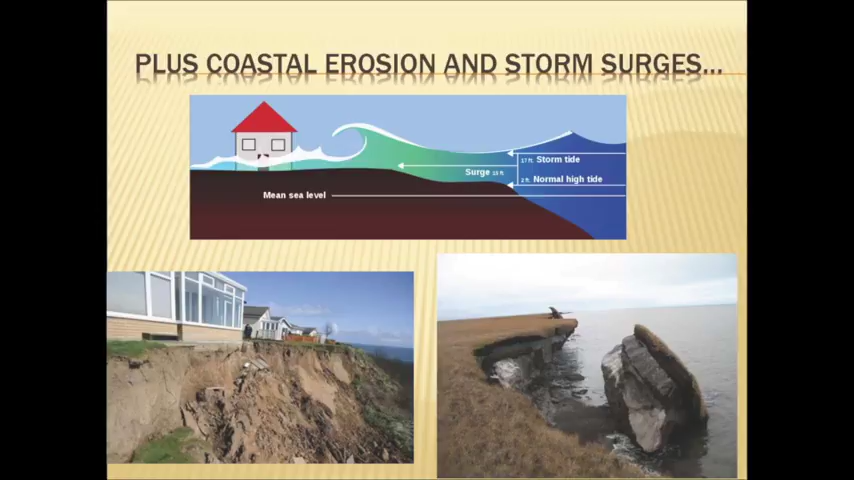 PLUS COASTAL EROSION AND STORM SURGES...
17 ft. Storm tide
Surge 15 ft.
2 ft. Normal high tide
Mean sea level